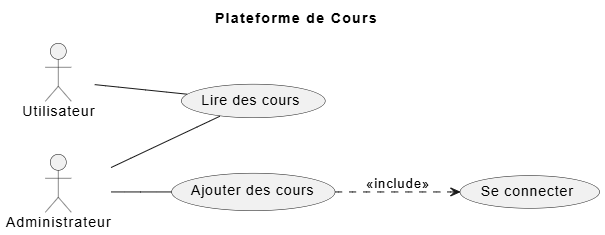 Plateforme de Cours
Utilisateur
Lire des cours
Administrateur
Ajouter des cours
«include»
Se connecter